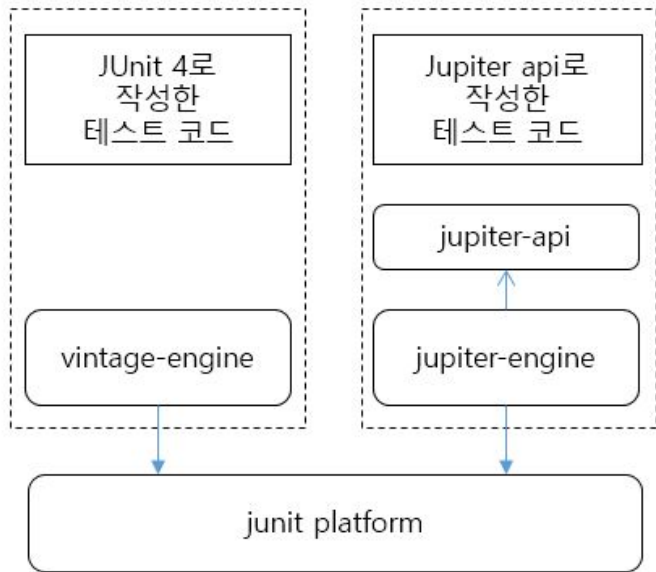 JUnit 4로
작성한
테스트 코드
vintage-engine
Jupiter api로
작성한
테스트 코드
jupiter-api
jupiter-engine
junit platform